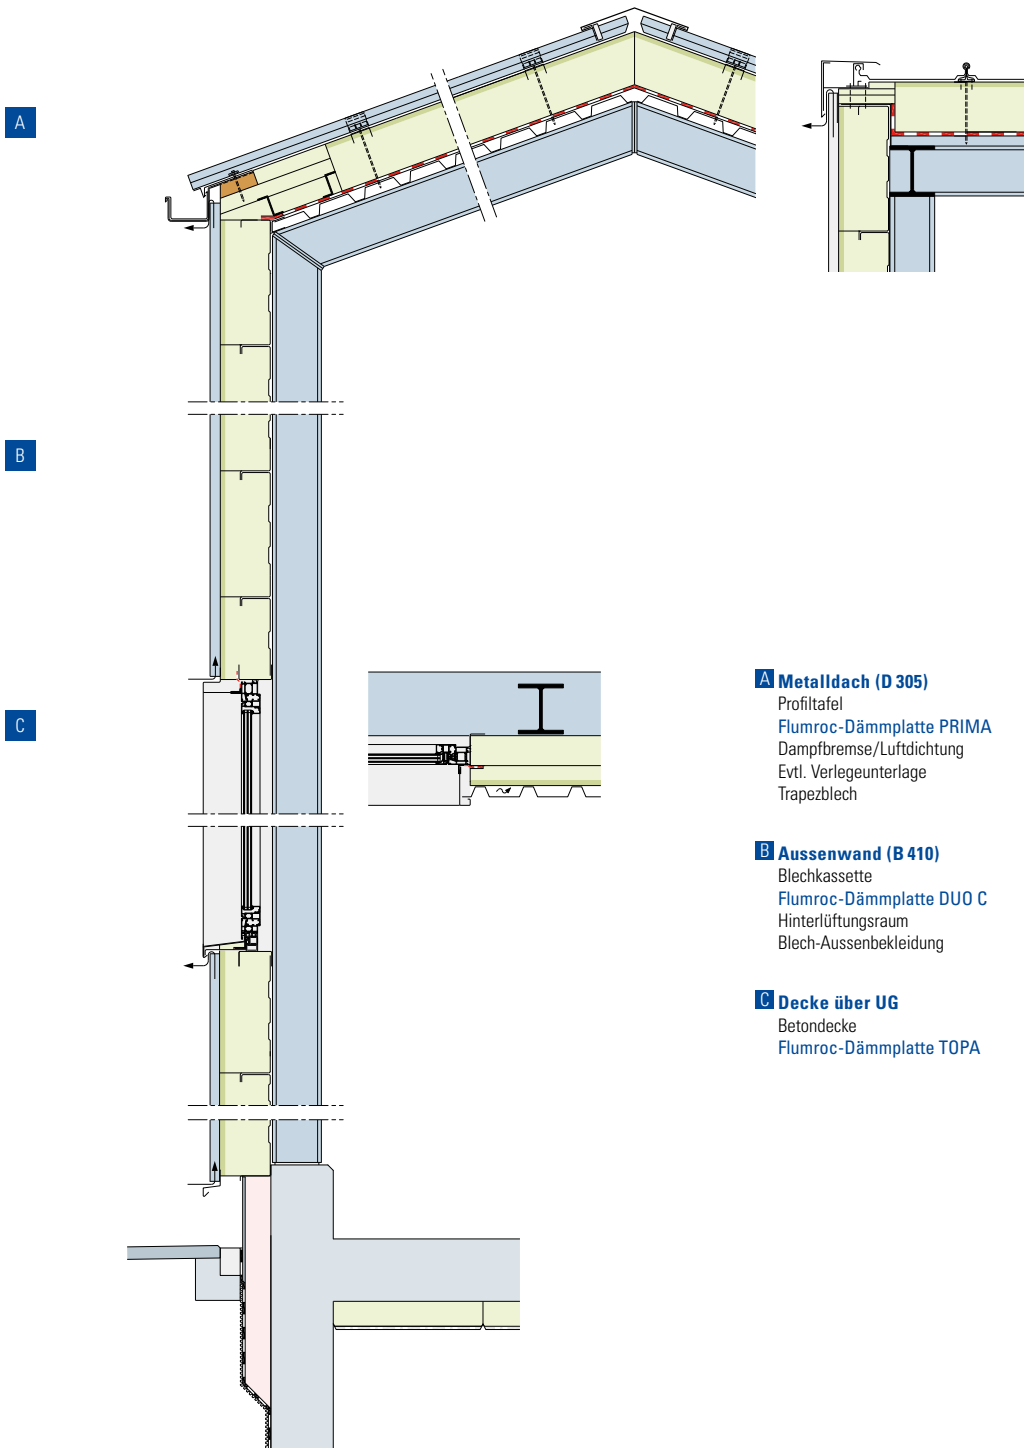 A
B
C
A Metalldach (D 305)
Profiltafel
Flumroc-Dämmplatte PRIMA
Dampfbremse/Luftdichtung
Evtl. Verlegeunterlage
Trapezblech
B Aussenwand (B 410)
Blechkassette
Flumroc-Dämmplatte DUO C
Hinterlüftungsraum
Blech-Aussenbekleidung
C Decke über UG
Betondecke
Flumroc-Dämmplatte TOPA